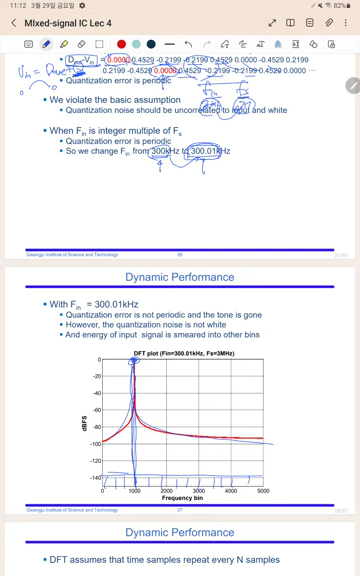 3월 29일 금요일
82%
MIxed-signal IC Lec 4
• Dout-Vin = 0.0000 0.4529 -0.2199 -0.2199 0.4529 0.0000 -0.4529 0.2199
0.2199 -0.4529 0.0000 0.4529 -0.2199 -0.2199 0.4529 0.0000 ⋯
• Quantization error is periodic
• We violate the basic assumption
• Quantization noise should be uncorrelated to input and white
• When Fin is integer multiple of Fs
• Quantization error is periodic
• So we change Fin from 300kHz to 300.01kHz
Gwangju Institute of Science and Technology 26
Dynamic Performance
• With Fin = 300.01kHz
• Quantization error is not periodic and the tone is gone
• However, the quantization noise is not white
• And energy of input signal is smeared into other bins
DFT plot (Fin=300.01kHz, Fs=3MHz)
dBFS
0
-20
-40
-60
-80
-100
-120
-140
0 1000 2000 3000 4000 5000
Frequency bin
Gwangju Institute of Science and Technology 27
Dynamic Performance
• DFT assumes that time samples repeat every N samples